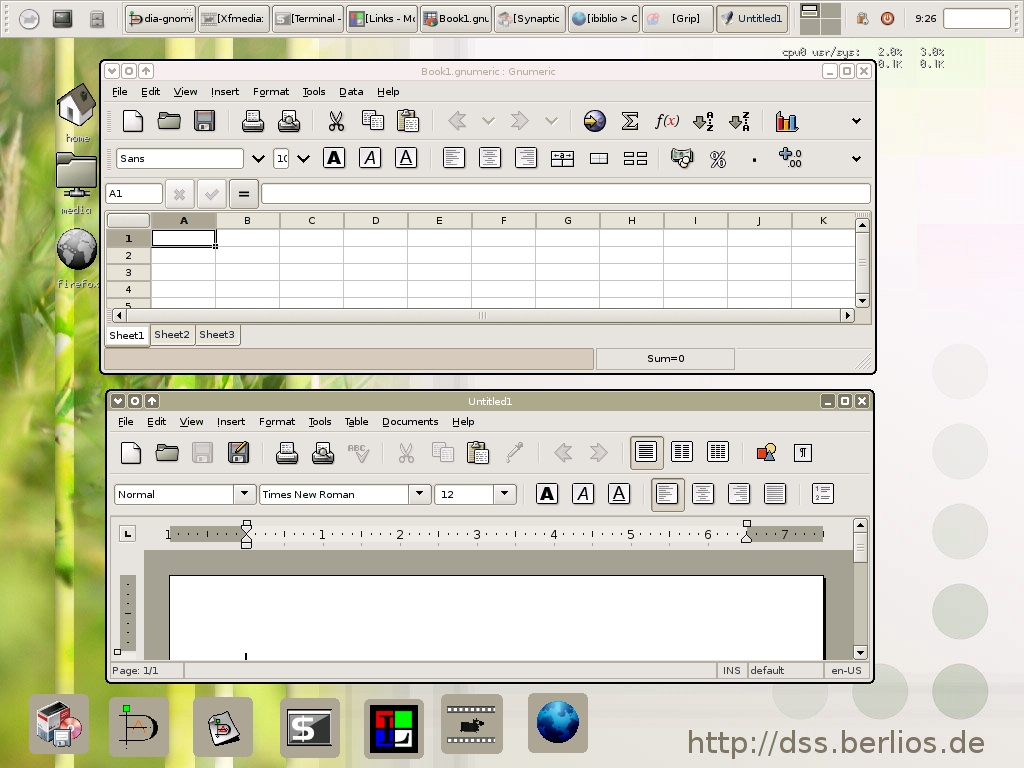 dia-gnome [Xfmedia: [Terminal - [Links - Mo Book1.gnu [Synaptic [ibiblio > C [Grip] Untitled1 9:26
cpu0 usr/sys: 2.0% 3.0%
0.1K 0.1K
Book1.gnumeric : Gnumeric
File Edit View Insert Format Tools Data Help
f(x) A Z Z A
Sans 10 A A A a % . +.0 .00
A1 =
A B C D E F G H I J K
1
2
3
4
5
Sheet1 Sheet2 Sheet3
Sum=0
home
media
firefox
Untitled1
File Edit View Insert Format Tools Table Documents Help
ABC ¶
Normal Times New Roman 12 A A A
L 1 1 2 3 4 5 6 7
Page: 1/1 INS default en-US
$
http://dss.berlios.de